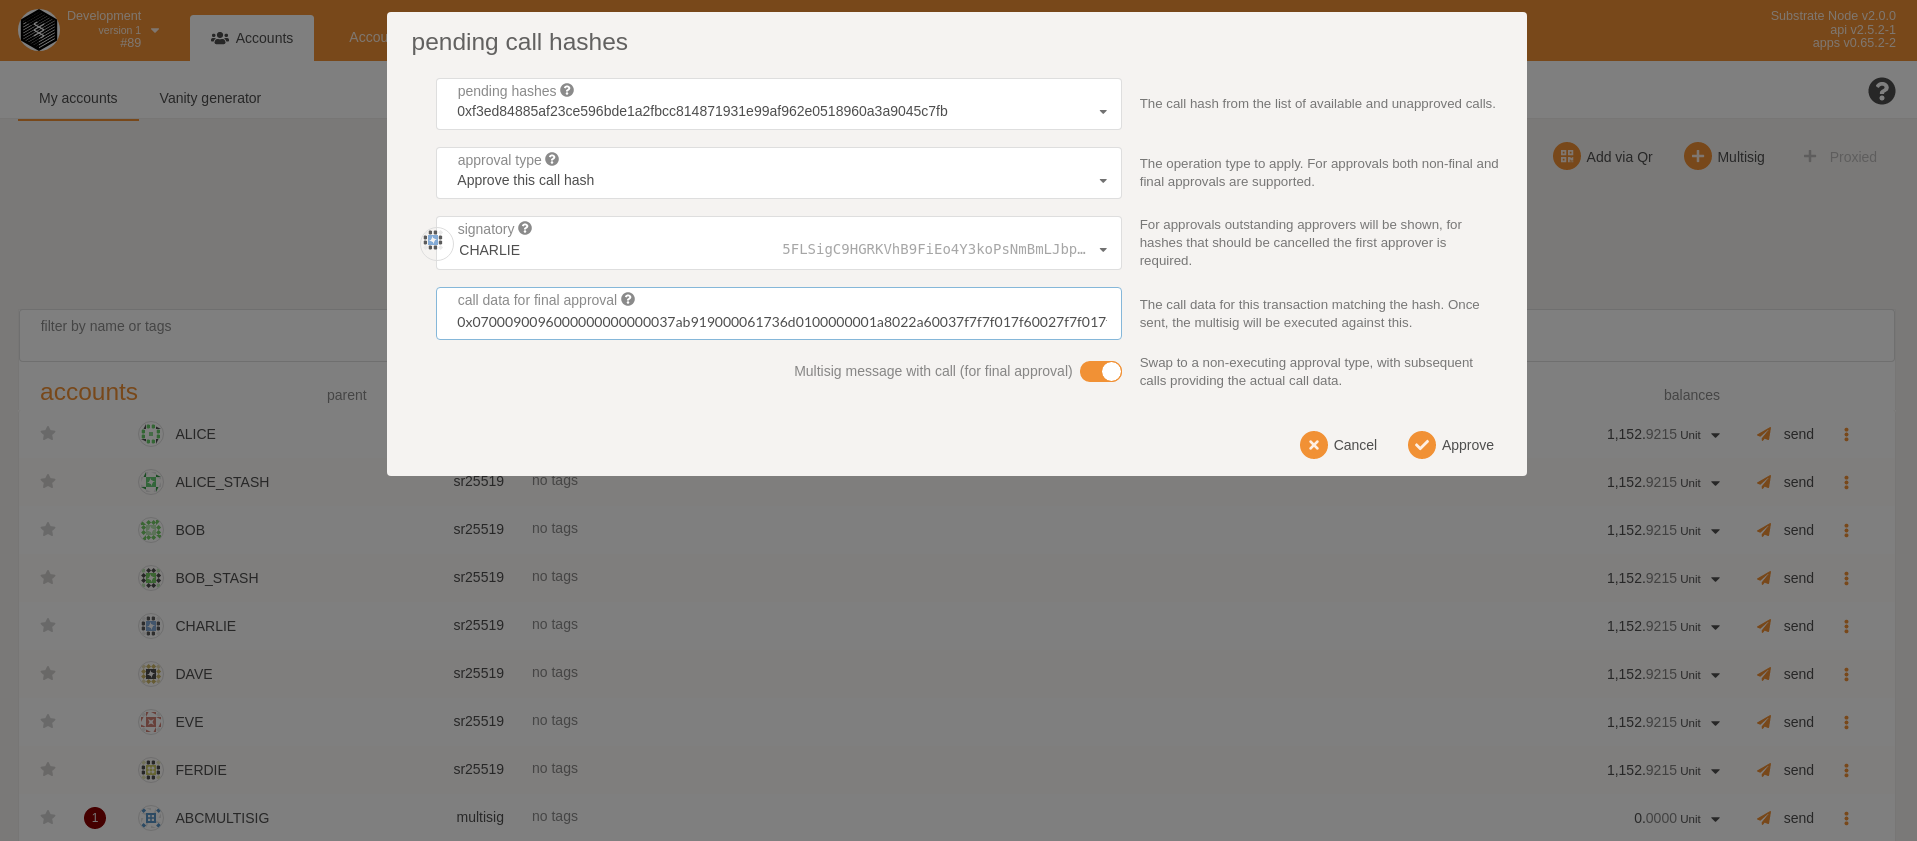 Development
version 1
#89
Accounts
Accou
Substrate Node v2.0.0
api v2.5.2-1
apps v0.65.2-2
My accounts
Vanity generator
Add via Qr
Multisig
Proxied
pending call hashes
pending hashes
0xf3ed84885af23ce596bde1a2fbcc814871931e99af962e0518960a3a9045c7fb
The call hash from the list of available and unapproved calls.
approval type
Approve this call hash
The operation type to apply. For approvals both non-final and
final approvals are supported.
signatory
CHARLIE 5FLSigC9HGRKVhB9FiEo4Y3koPsNmBmLJbp…
For approvals outstanding approvers will be shown, for
hashes that should be cancelled the first approver is
required.
call data for final approval
0x0700090096000000000000037ab919000061736d0100000001a8022a60037f7f7f017f60027f7f017
The call data for this transaction matching the hash. Once
sent, the multisig will be executed against this.
Multisig message with call (for final approval)
Swap to a non-executing approval type, with subsequent
calls providing the actual call data.
Cancel
Approve
filter by name or tags
accounts parent balances
ALICE 1,152.9215 Unit send
ALICE_STASH sr25519 no tags 1,152.9215 Unit send
BOB sr25519 no tags 1,152.9215 Unit send
BOB_STASH sr25519 no tags 1,152.9215 Unit send
CHARLIE sr25519 no tags 1,152.9215 Unit send
DAVE sr25519 no tags 1,152.9215 Unit send
EVE sr25519 no tags 1,152.9215 Unit send
FERDIE sr25519 no tags 1,152.9215 Unit send
1 ABCMULTISIG multisig no tags 0.0000 Unit send